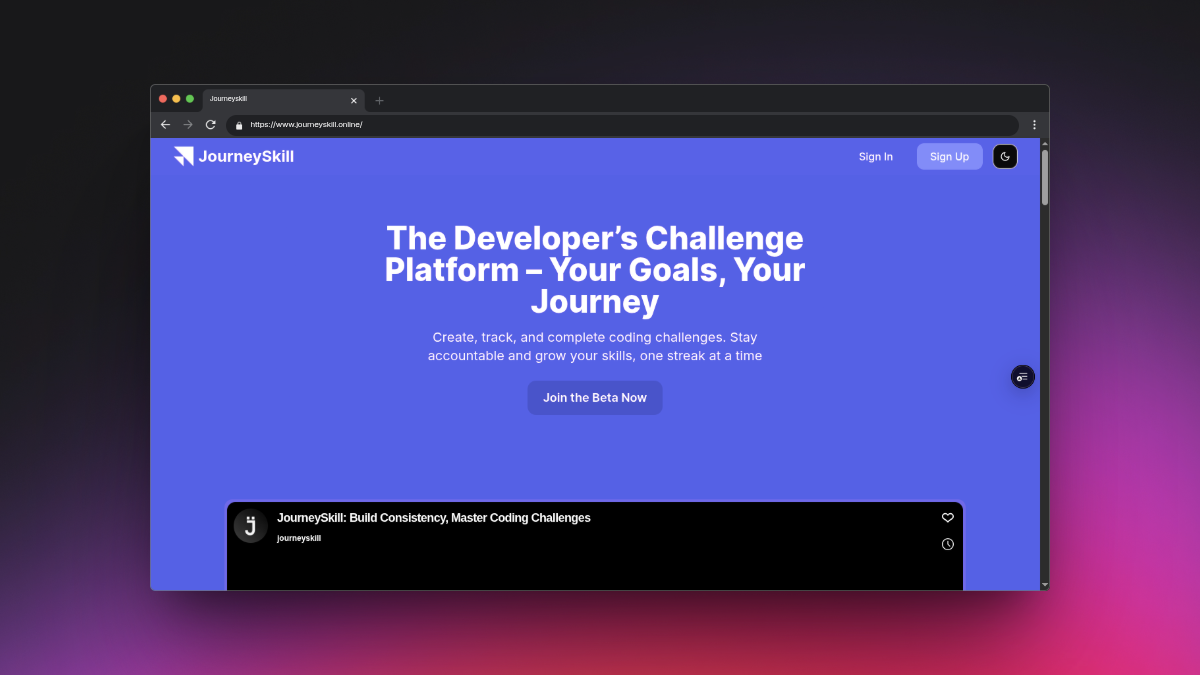 Journeyskill
https://www.journeyskill.online/
JourneySkill
Sign In
Sign Up
The Developer’s Challenge
Platform – Your Goals, Your
Journey
Create, track, and complete coding challenges. Stay
accountable and grow your skills, one streak at a time
Join the Beta Now
JourneySkill: Build Consistency, Master Coding Challenges
journeyskill